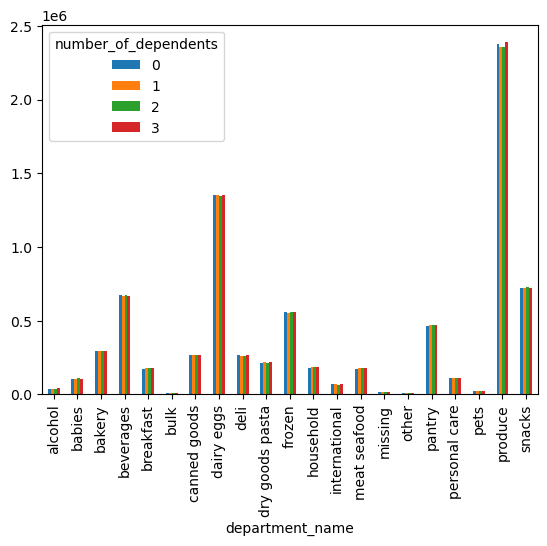 1e6
2.5
2.0
1.5
1.0
0.5
0.0
number_of_dependents
0
1
2
3
alcohol
babies
bakery
beverages
breakfast
bulk
canned goods
dairy eggs
deli
dry goods pasta
frozen
household
international
meat seafood
missing
other
pantry
personal care
pets
produce
snacks
department_name